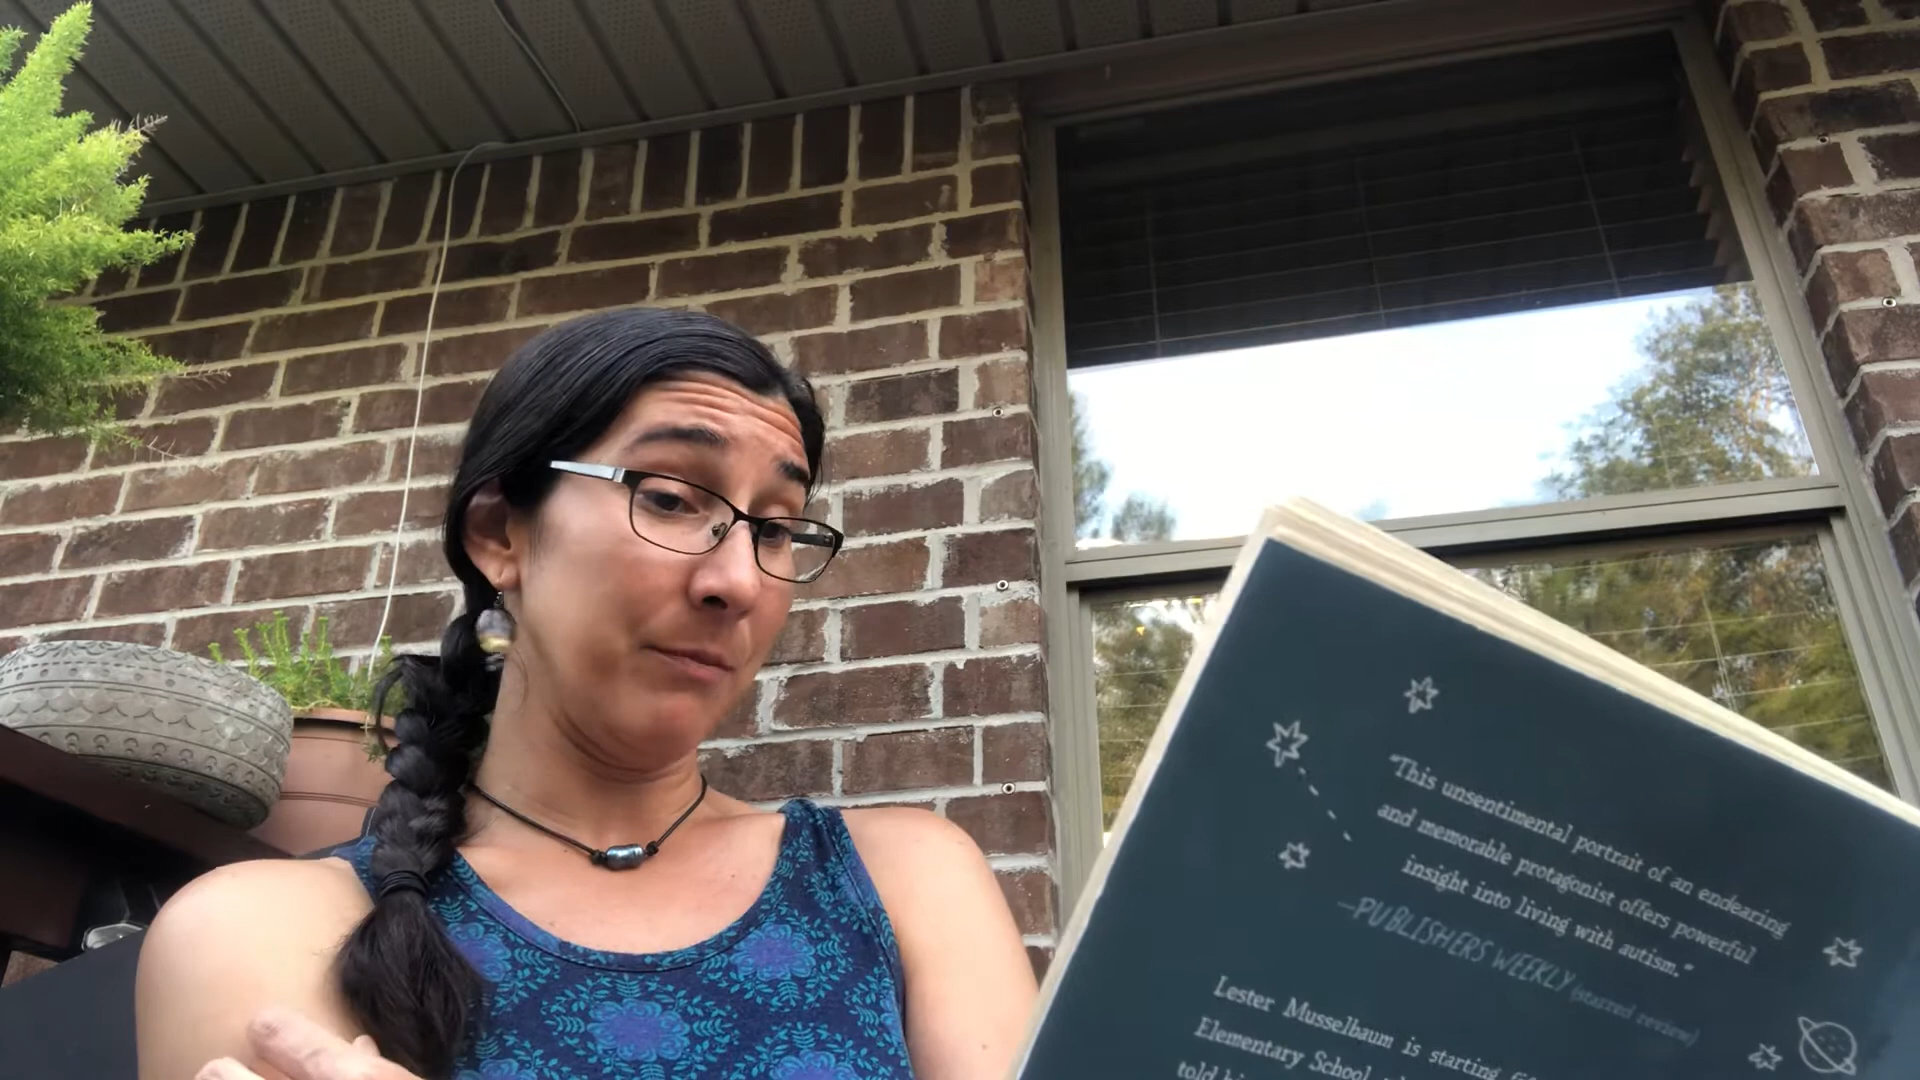 "This unsentimental portrait of an endearing
and memorable protagonist offers powerful
insight into living with autism."
—PUBLISHERS WEEKLY (starred review)
Lester Musselbaum is starting
Elementary School
told